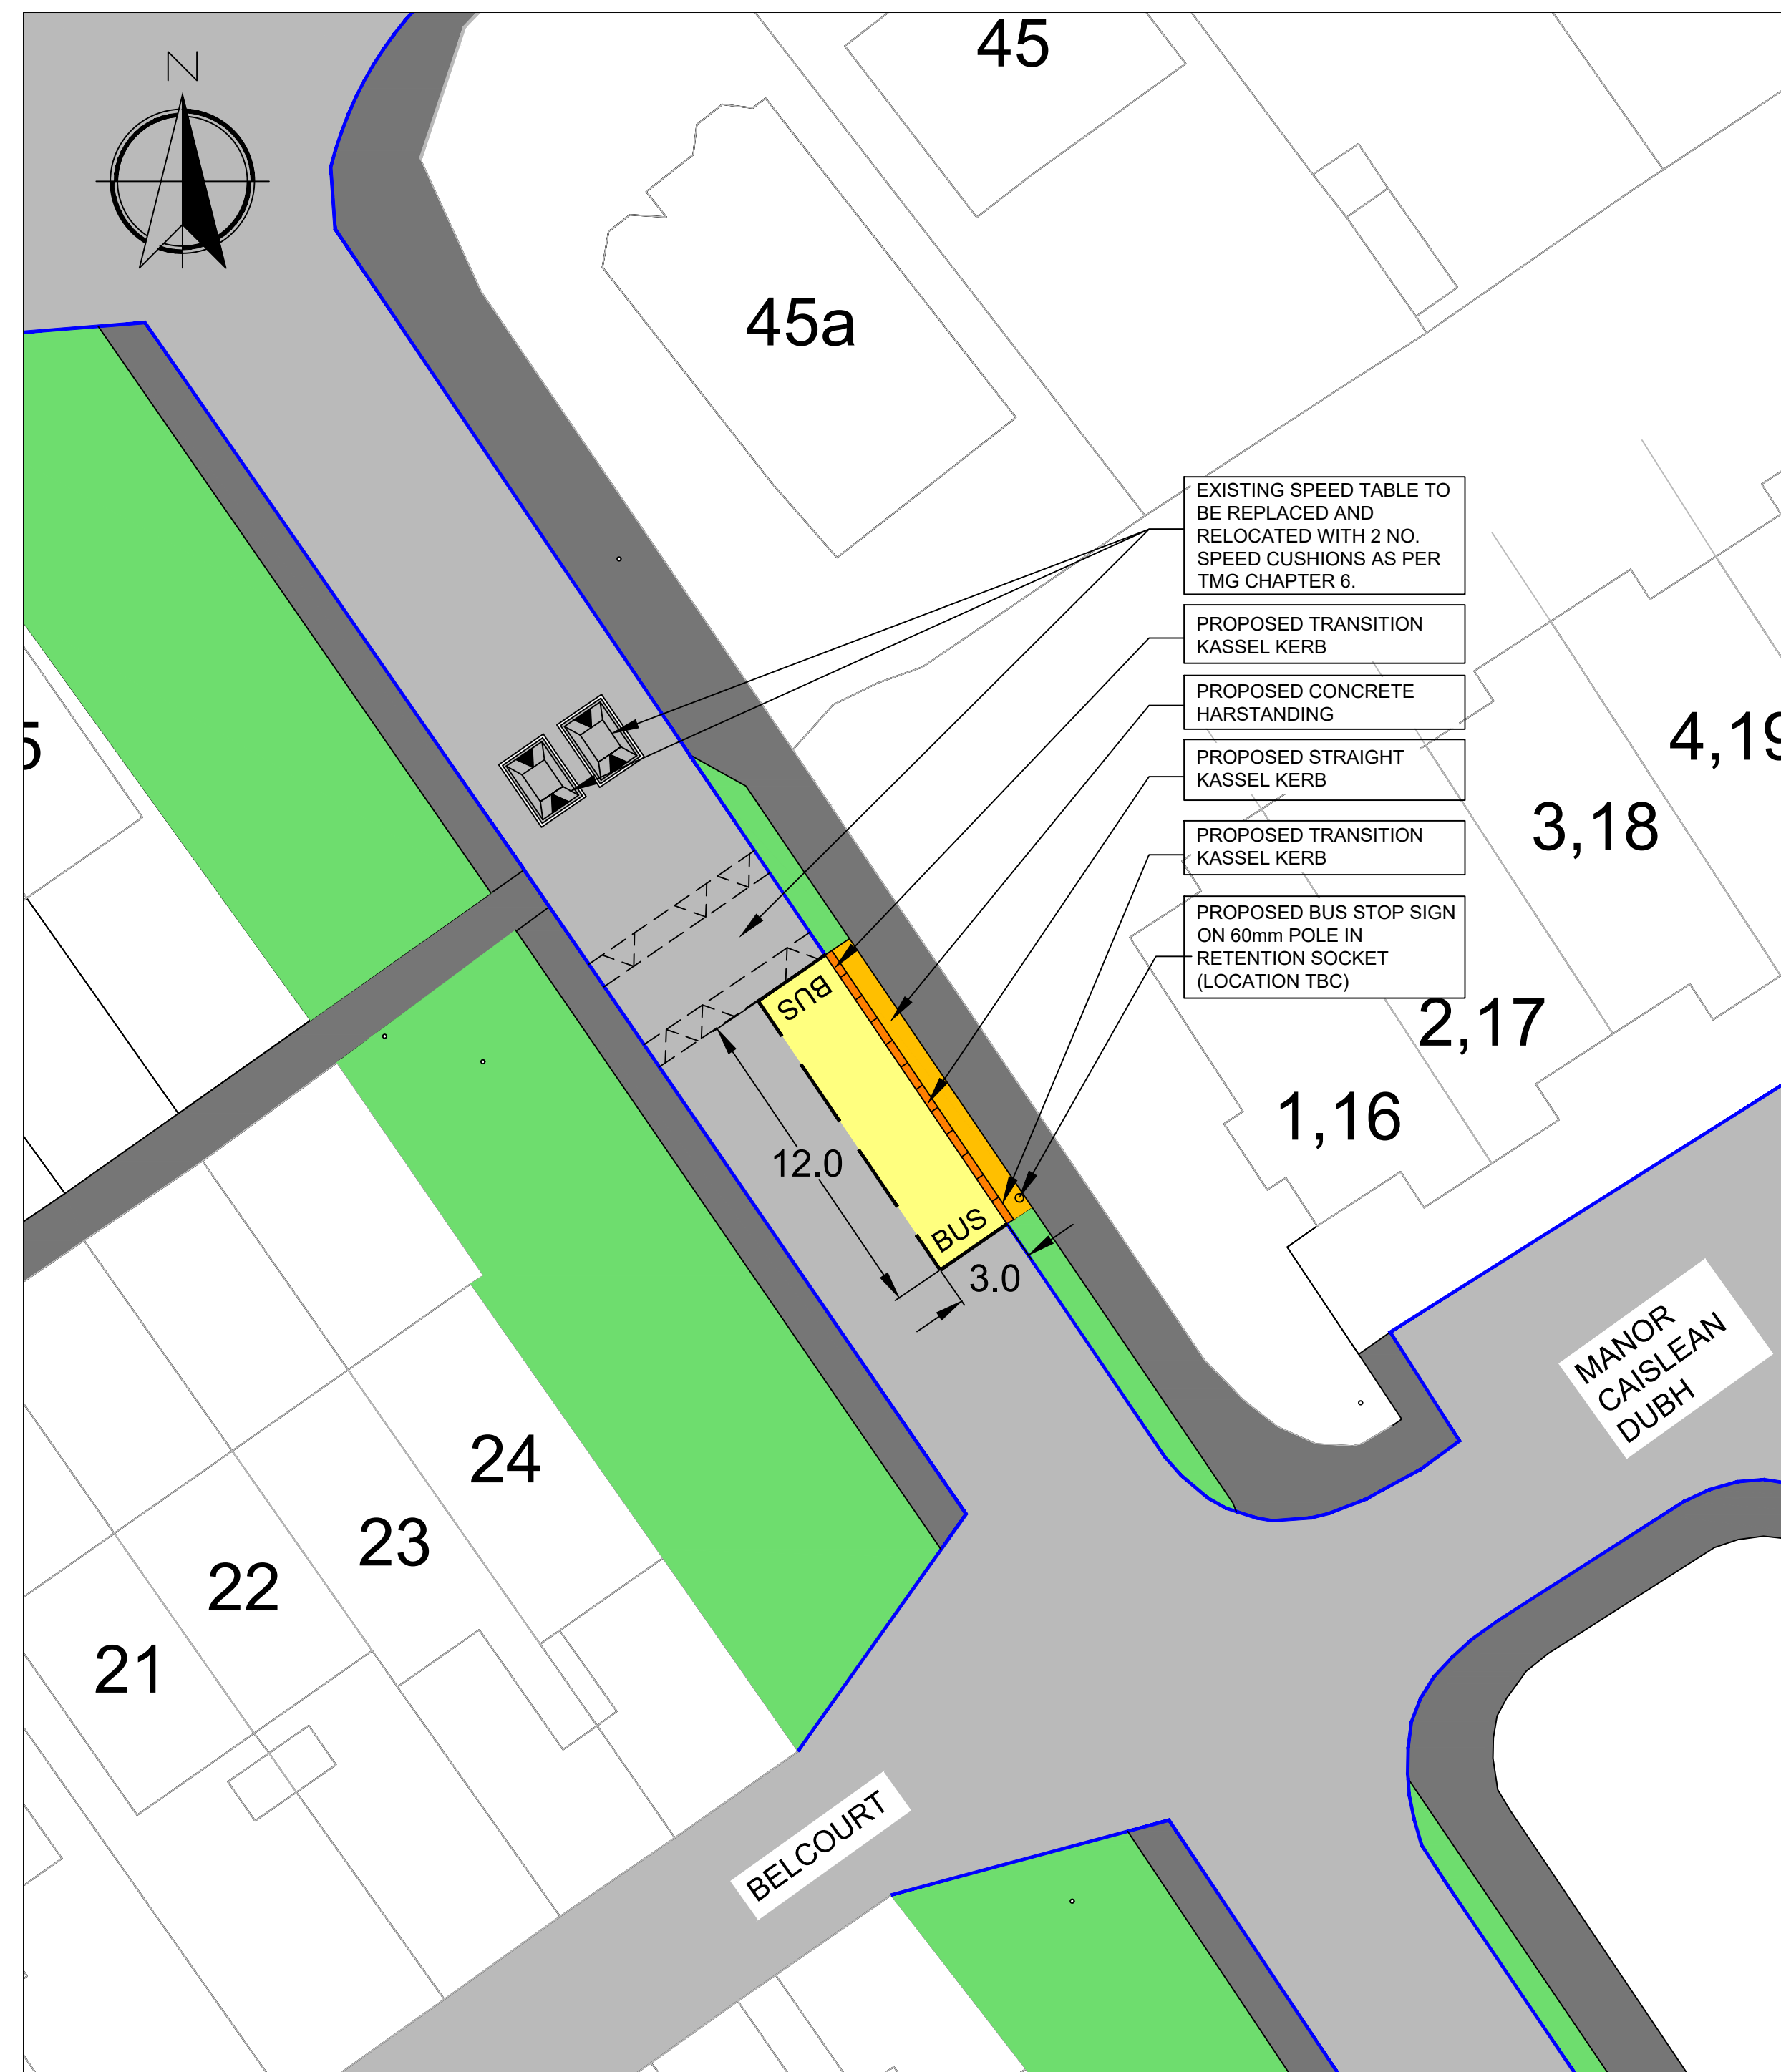 N
45
45a
EXISTING SPEED TABLE TO
BE REPLACED AND
RELOCATED WITH 2 NO.
SPEED CUSHIONS AS PER
TMG CHAPTER 6.
PROPOSED TRANSITION
KASSEL KERB
PROPOSED CONCRETE
HARSTANDING
PROPOSED STRAIGHT
KASSEL KERB
PROPOSED TRANSITION
KASSEL KERB
PROPOSED BUS STOP SIGN
ON 60mm POLE IN
RETENTION SOCKET
(LOCATION TBC)
5
4,19
3,18
2,17
1,16
BUS
12.0
BUS
3.0
MANOR
CAISLEAN
DUBH
24
23
22
21
BELCOURT